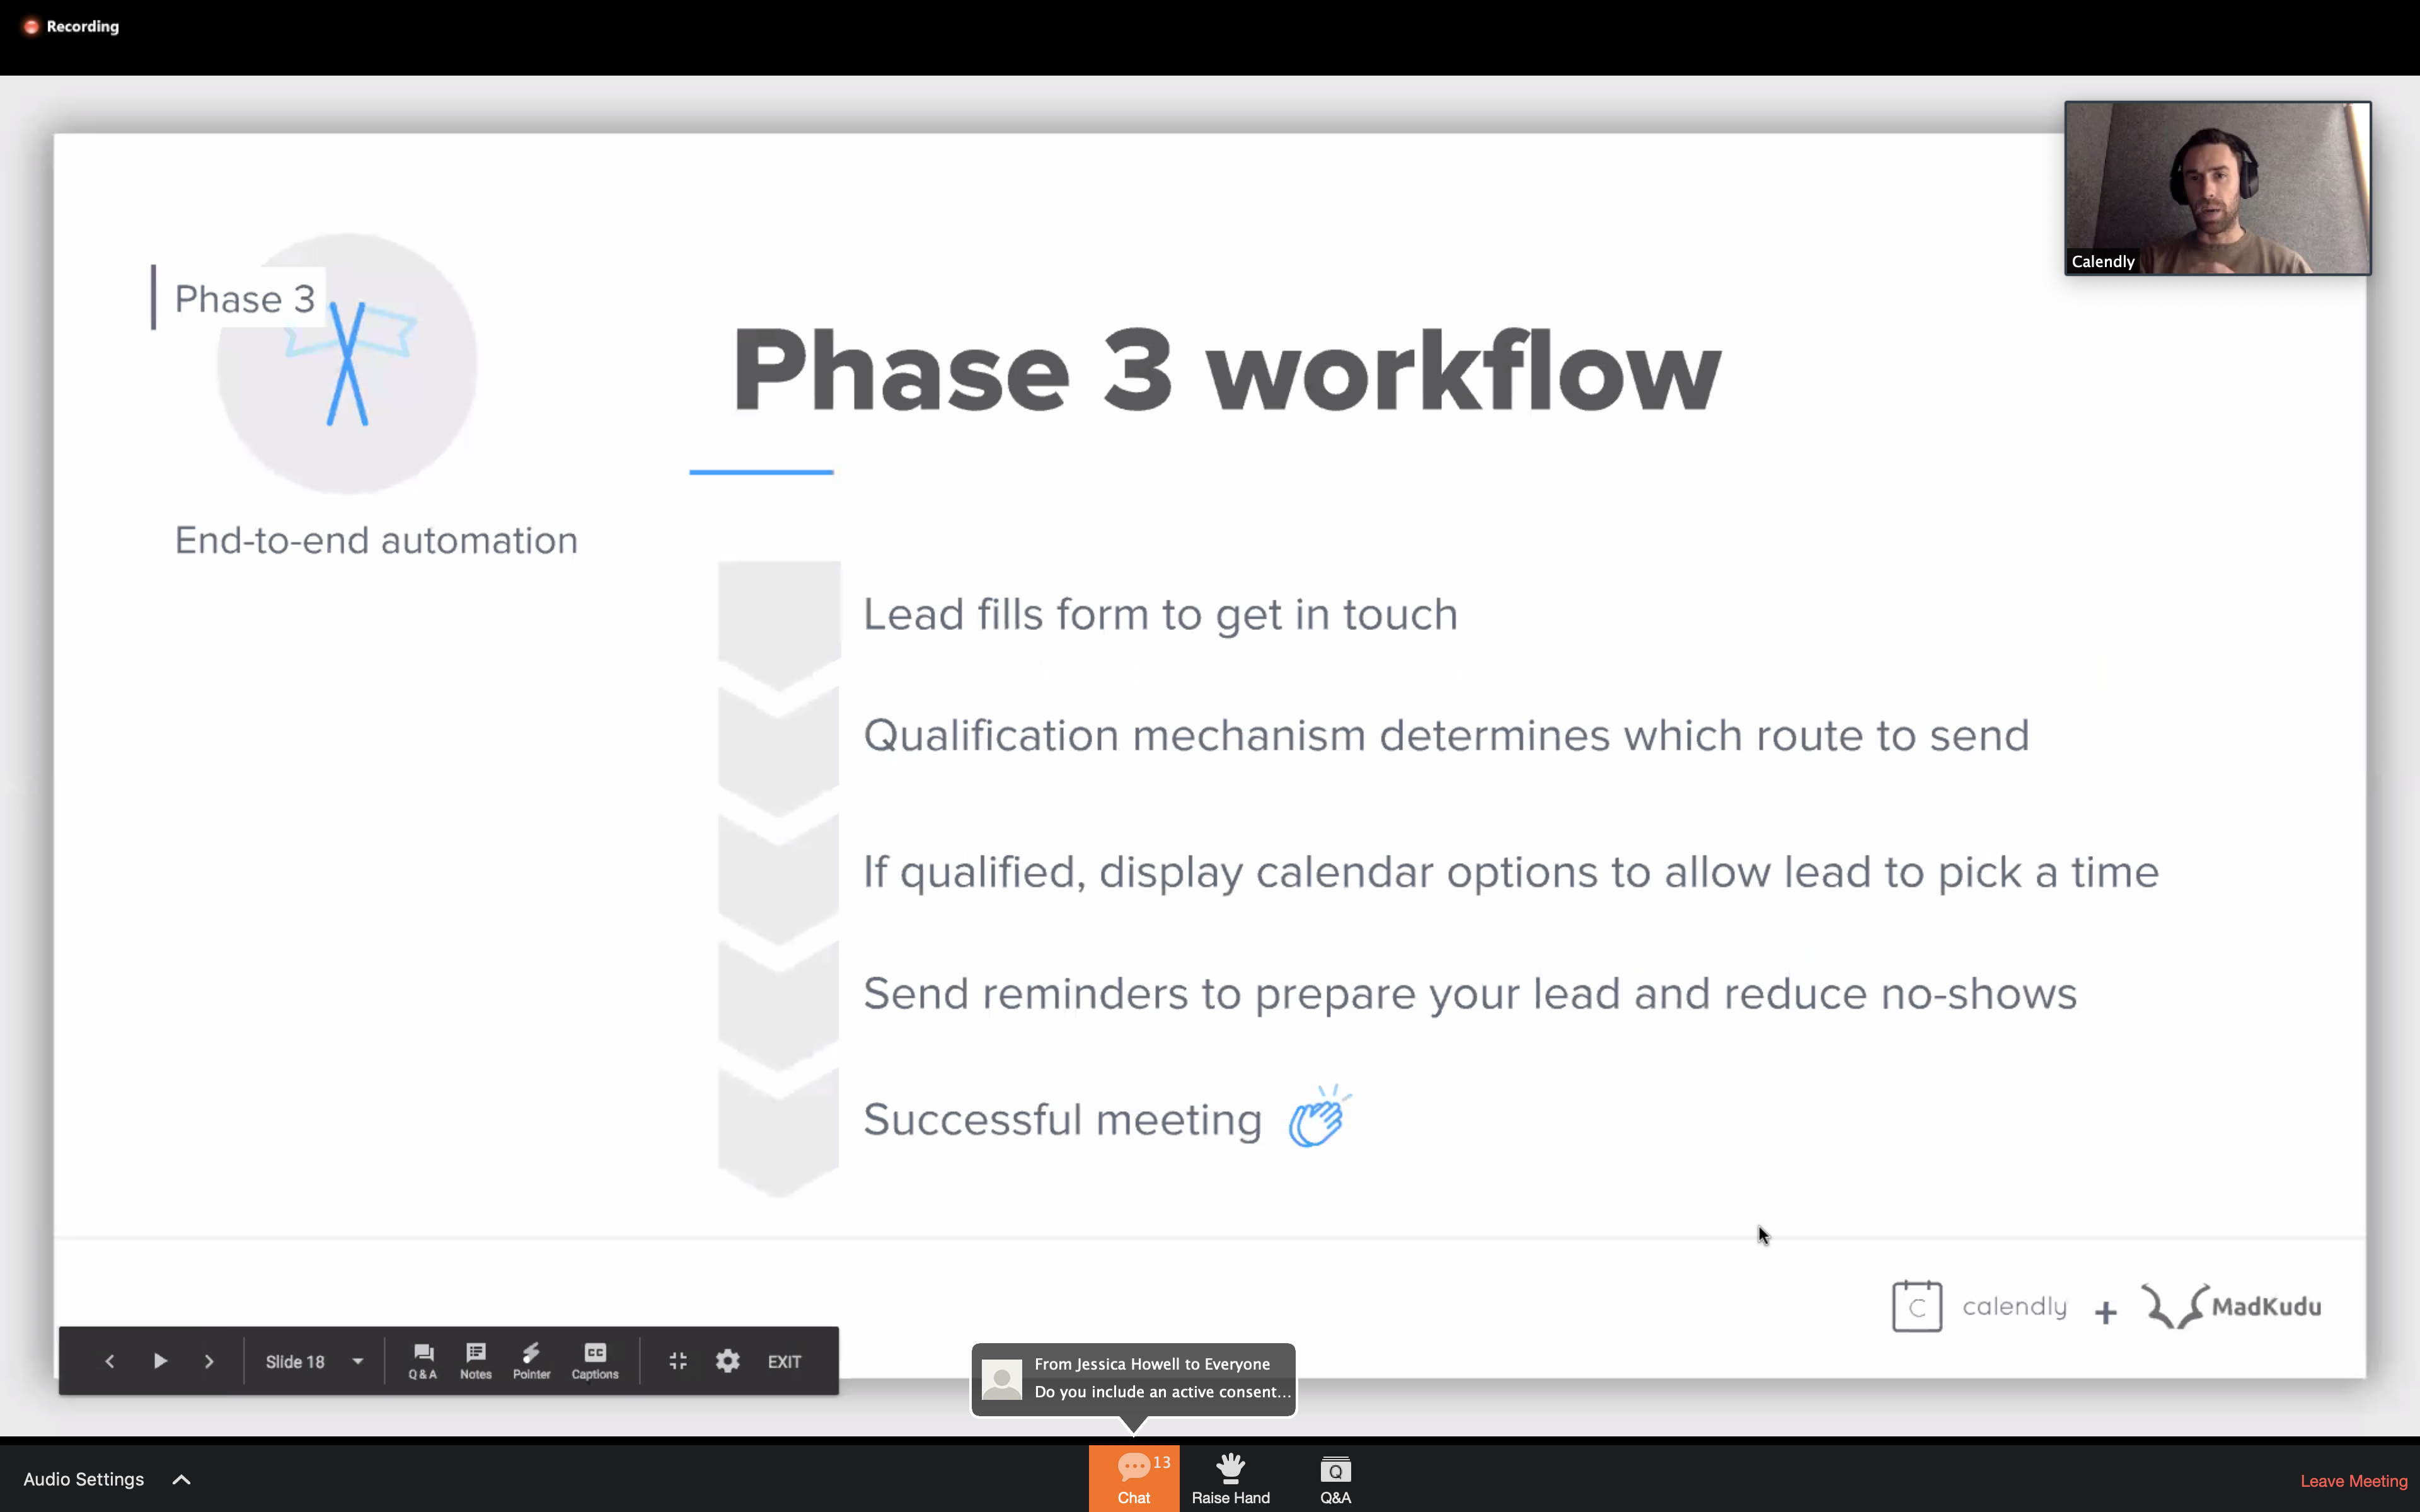 Recording
Calendly
Phase 3
Phase 3 workflow
End-to-end automation
Lead fills form to get in touch
Qualification mechanism determines which route to send
If qualified, display calendar options to allow lead to pick a time
Send reminders to prepare your lead and reduce no-shows
Successful meeting
C calendly + MadKudu
Slide 18
Q & A
Notes
Pointer
CC
Captions
EXIT
From Jessica Howell to Everyone
Do you include an active consent...
Audio Settings
13
Chat
Raise Hand
Q
Q&A
Leave Meeting